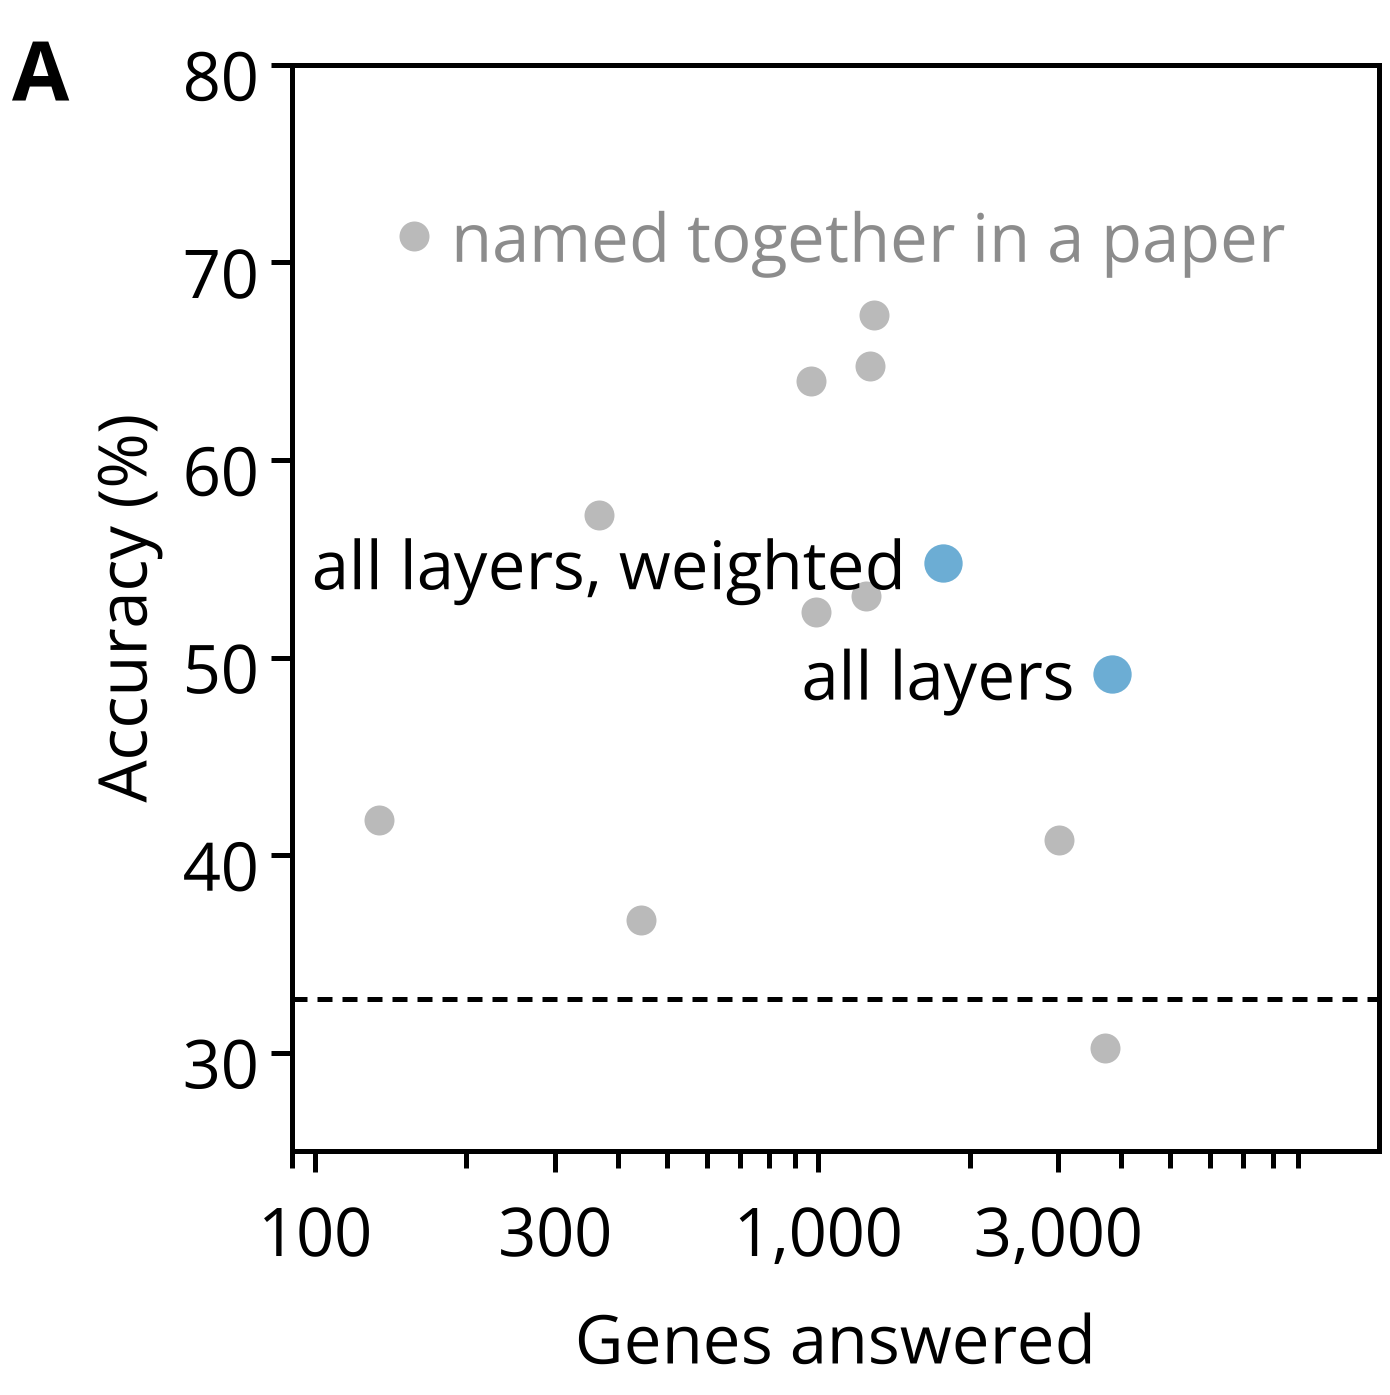 A
80
named together in a paper
70
60
all layers, weighted
50
all layers
40
30
Accuracy (%)
100 300 1,000 3,000
Genes answered